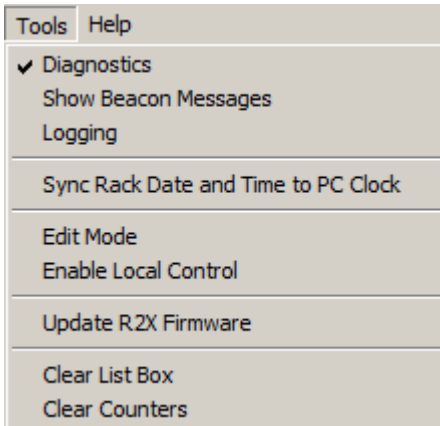 Tools Help
Diagnostics
Show Beacon Messages
Logging
Sync Rack Date and Time to PC Clock
Edit Mode
Enable Local Control
Update R2X Firmware
Clear List Box
Clear Counters